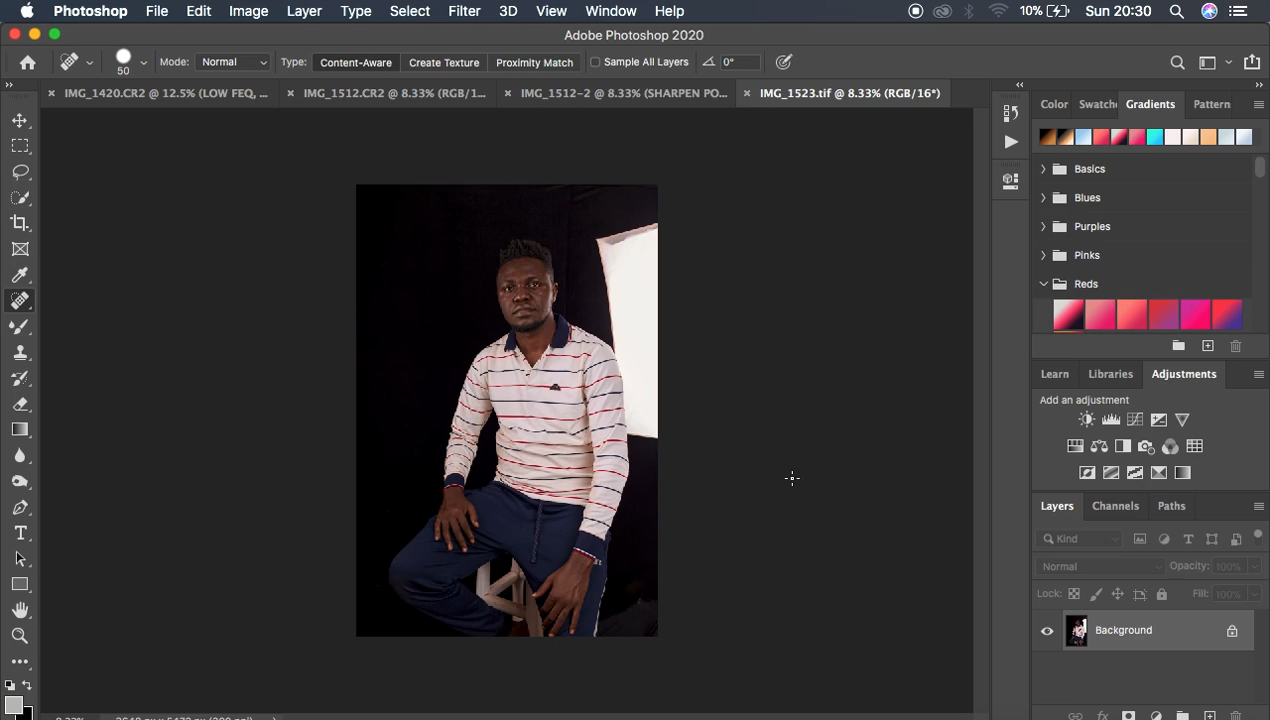 Photoshop File Edit Image Layer Type Select Filter 3D View Window Help 10% Sun 20:30
Adobe Photoshop 2020
50 Mode: Normal Type: Content-Aware Create Texture Proximity Match Sample All Layers 0°
IMG_1420.CR2 @ 12.5% (LOW FEQ, ... IMG_1512.CR2 @ 8.33% (RGB/1... IMG_1512-2 @ 8.33% (SHARPEN PO... IMG_1523.tif @ 8.33% (RGB/16*)
Color Swatche Gradients Pattern
Basics
Blues
Purples
Pinks
Reds
Learn Libraries Adjustments
Add an adjustment
Layers Channels Paths
Kind
Normal Opacity: 100%
Lock: Fill: 100%
Background